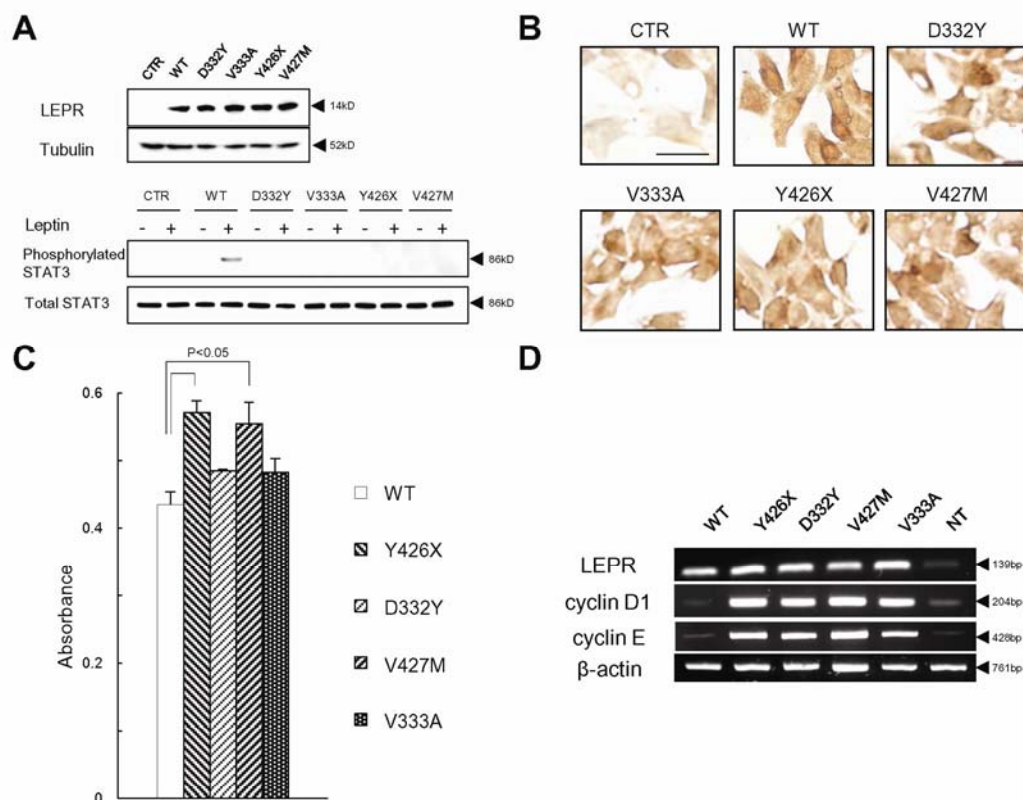 A
CTR WT D332Y V333A Y426X V427M
LEPR 14kD
Tubulin 52kD
CTR WT D332Y V333A Y426X V427M
Leptin - + - + - + - + - + - +
Phosphorylated
STAT3 86kD
Total STAT3 86kD
B
CTR WT D332Y
V333A Y426X V427M
C
P<0.05
0.6
0.4
0.2
0
Absorbance
WT
Y426X
D332Y
V427M
V333A
D
WT Y426X D332Y V427M V333A NT
LEPR 139bp
cyclin D1 204bp
cyclin E 428bp
β-actin 761bp